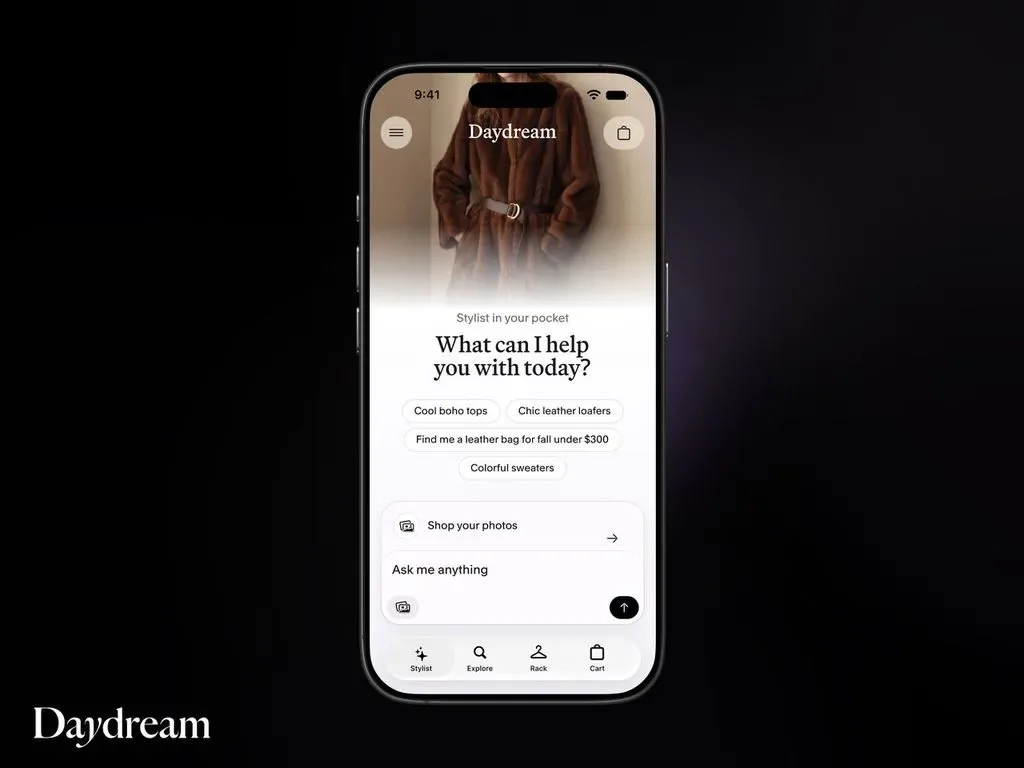 9:41
Daydream
Stylist in your pocket
What can I help
you with today?
Cool boho tops
Chic leather loafers
Find me a leather bag for fall under $300
Colorful sweaters
Shop your photos
Ask me anything
Stylist
Explore
Rack
Cart
Daydream